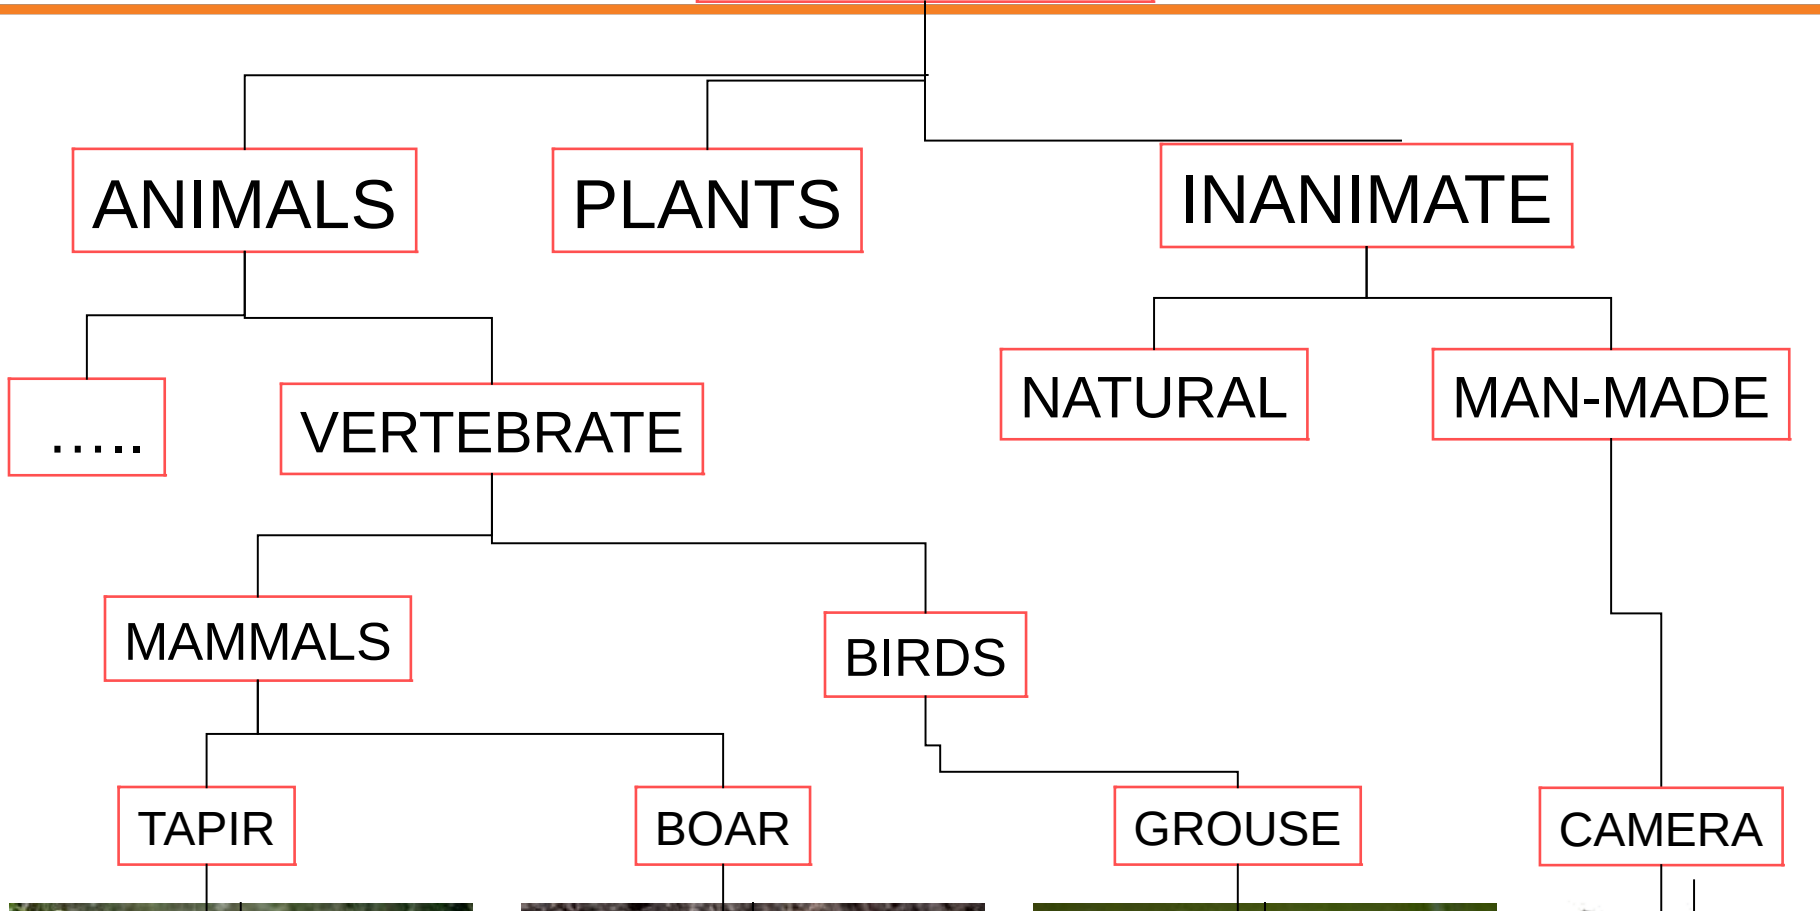 ANIMALS
PLANTS
INANIMATE
NATURAL
MAN-MADE
.....
VERTEBRATE
MAMMALS
BIRDS
TAPIR
BOAR
GROUSE
CAMERA